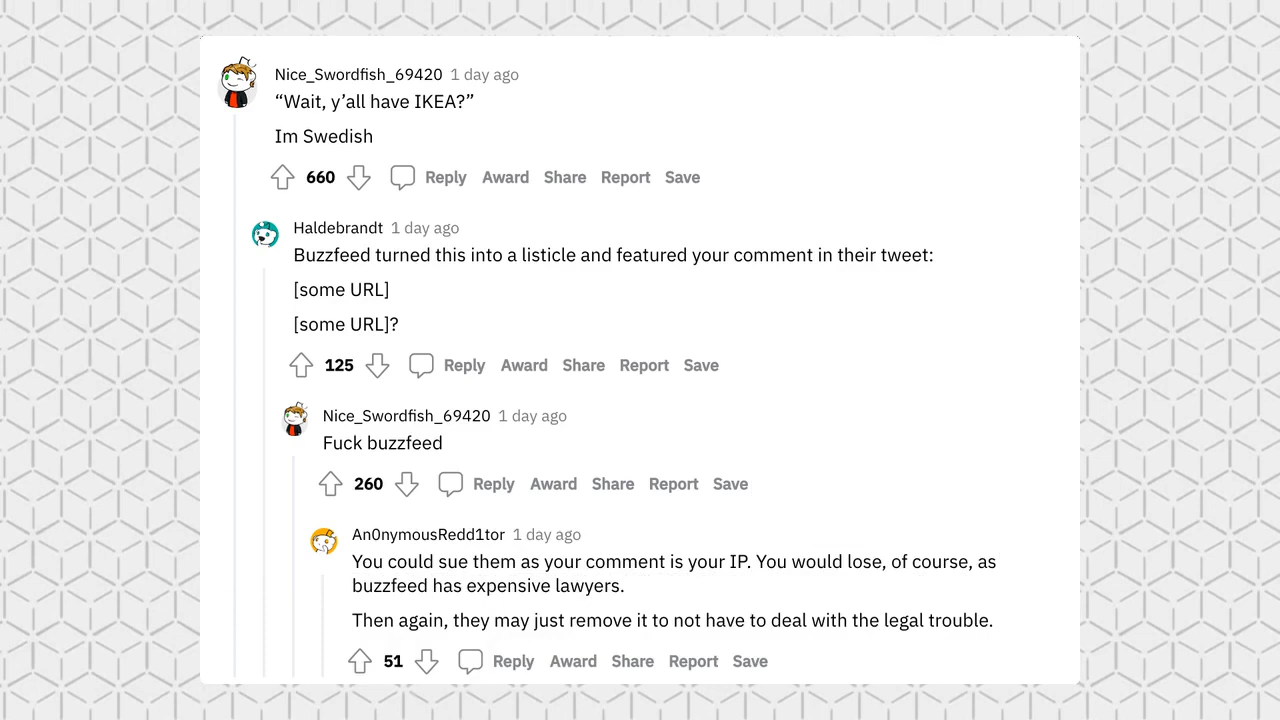 Nice_Swordfish_69420 1 day ago
“Wait, y’all have IKEA?”
Im Swedish
660 Reply Award Share Report Save
Haldebrandt 1 day ago
Buzzfeed turned this into a listicle and featured your comment in their tweet:
[some URL]
[some URL]?
125 Reply Award Share Report Save
Nice_Swordfish_69420 1 day ago
Fuck buzzfeed
260 Reply Award Share Report Save
An0nymousRedd1tor 1 day ago
You could sue them as your comment is your IP. You would lose, of course, as
buzzfeed has expensive lawyers.
Then again, they may just remove it to not have to deal with the legal trouble.
51 Reply Award Share Report Save